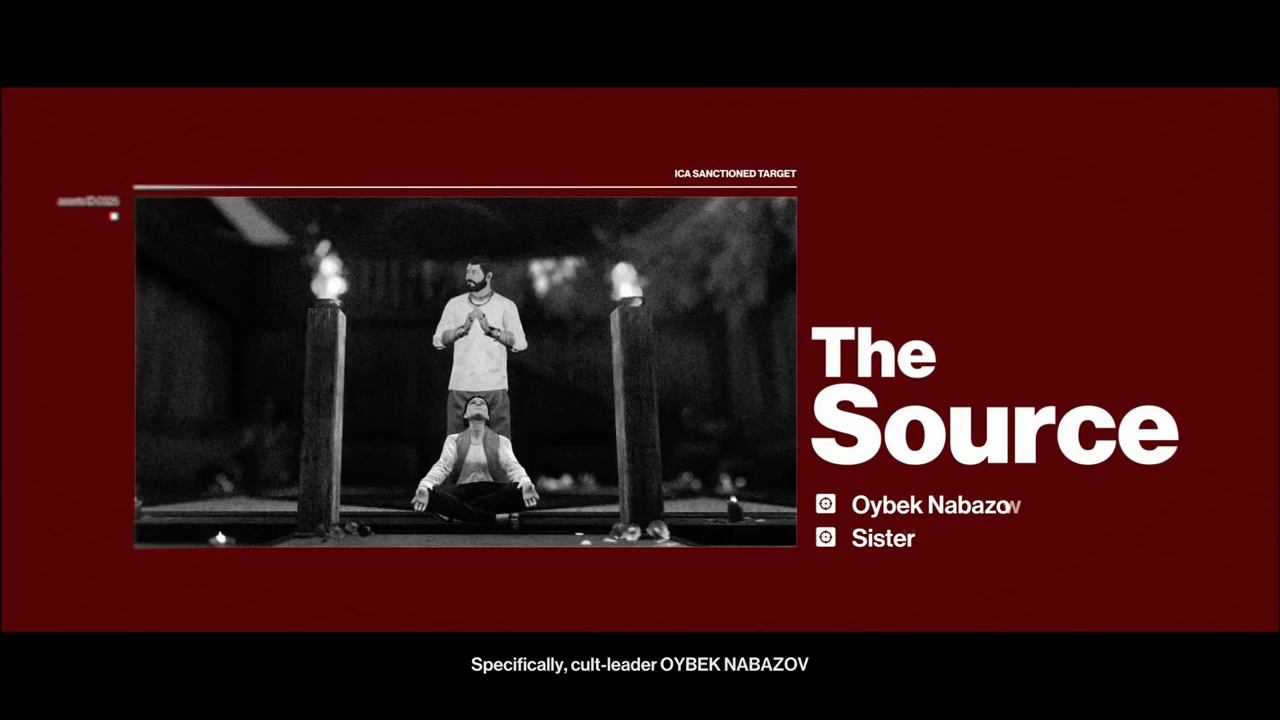 ICA SANCTIONED TARGET
The
Source
Oybek Nabazov
Sister
Specifically, cult-leader OYBEK NABAZOV